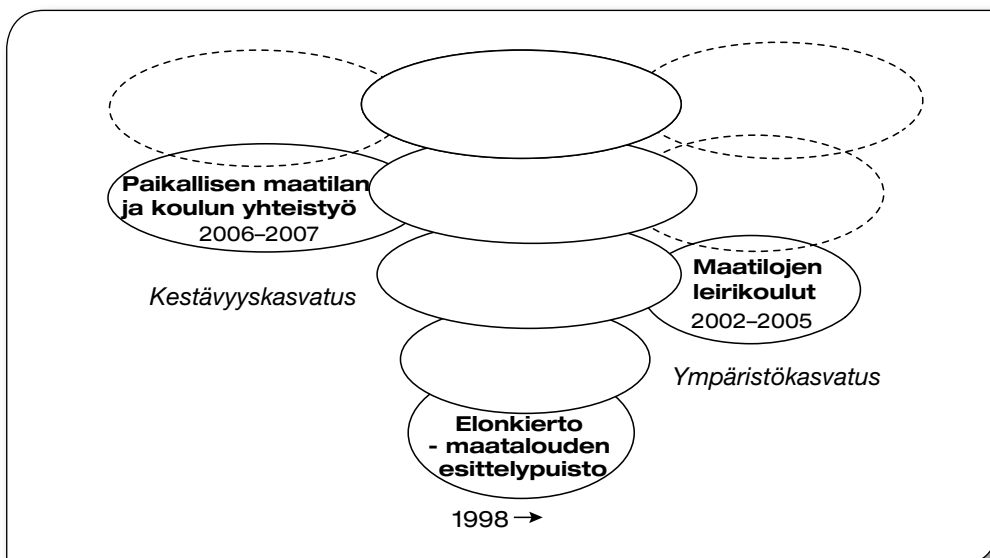 Paikallisen maatilan
ja koulun yhteistyö
2006–2007
Kestävyyskasvatus
Maatilojen
leirikoulut
2002–2005
Ympäristökasvatus
Elonkierto
- maatalouden
esittelypuisto
1998 →